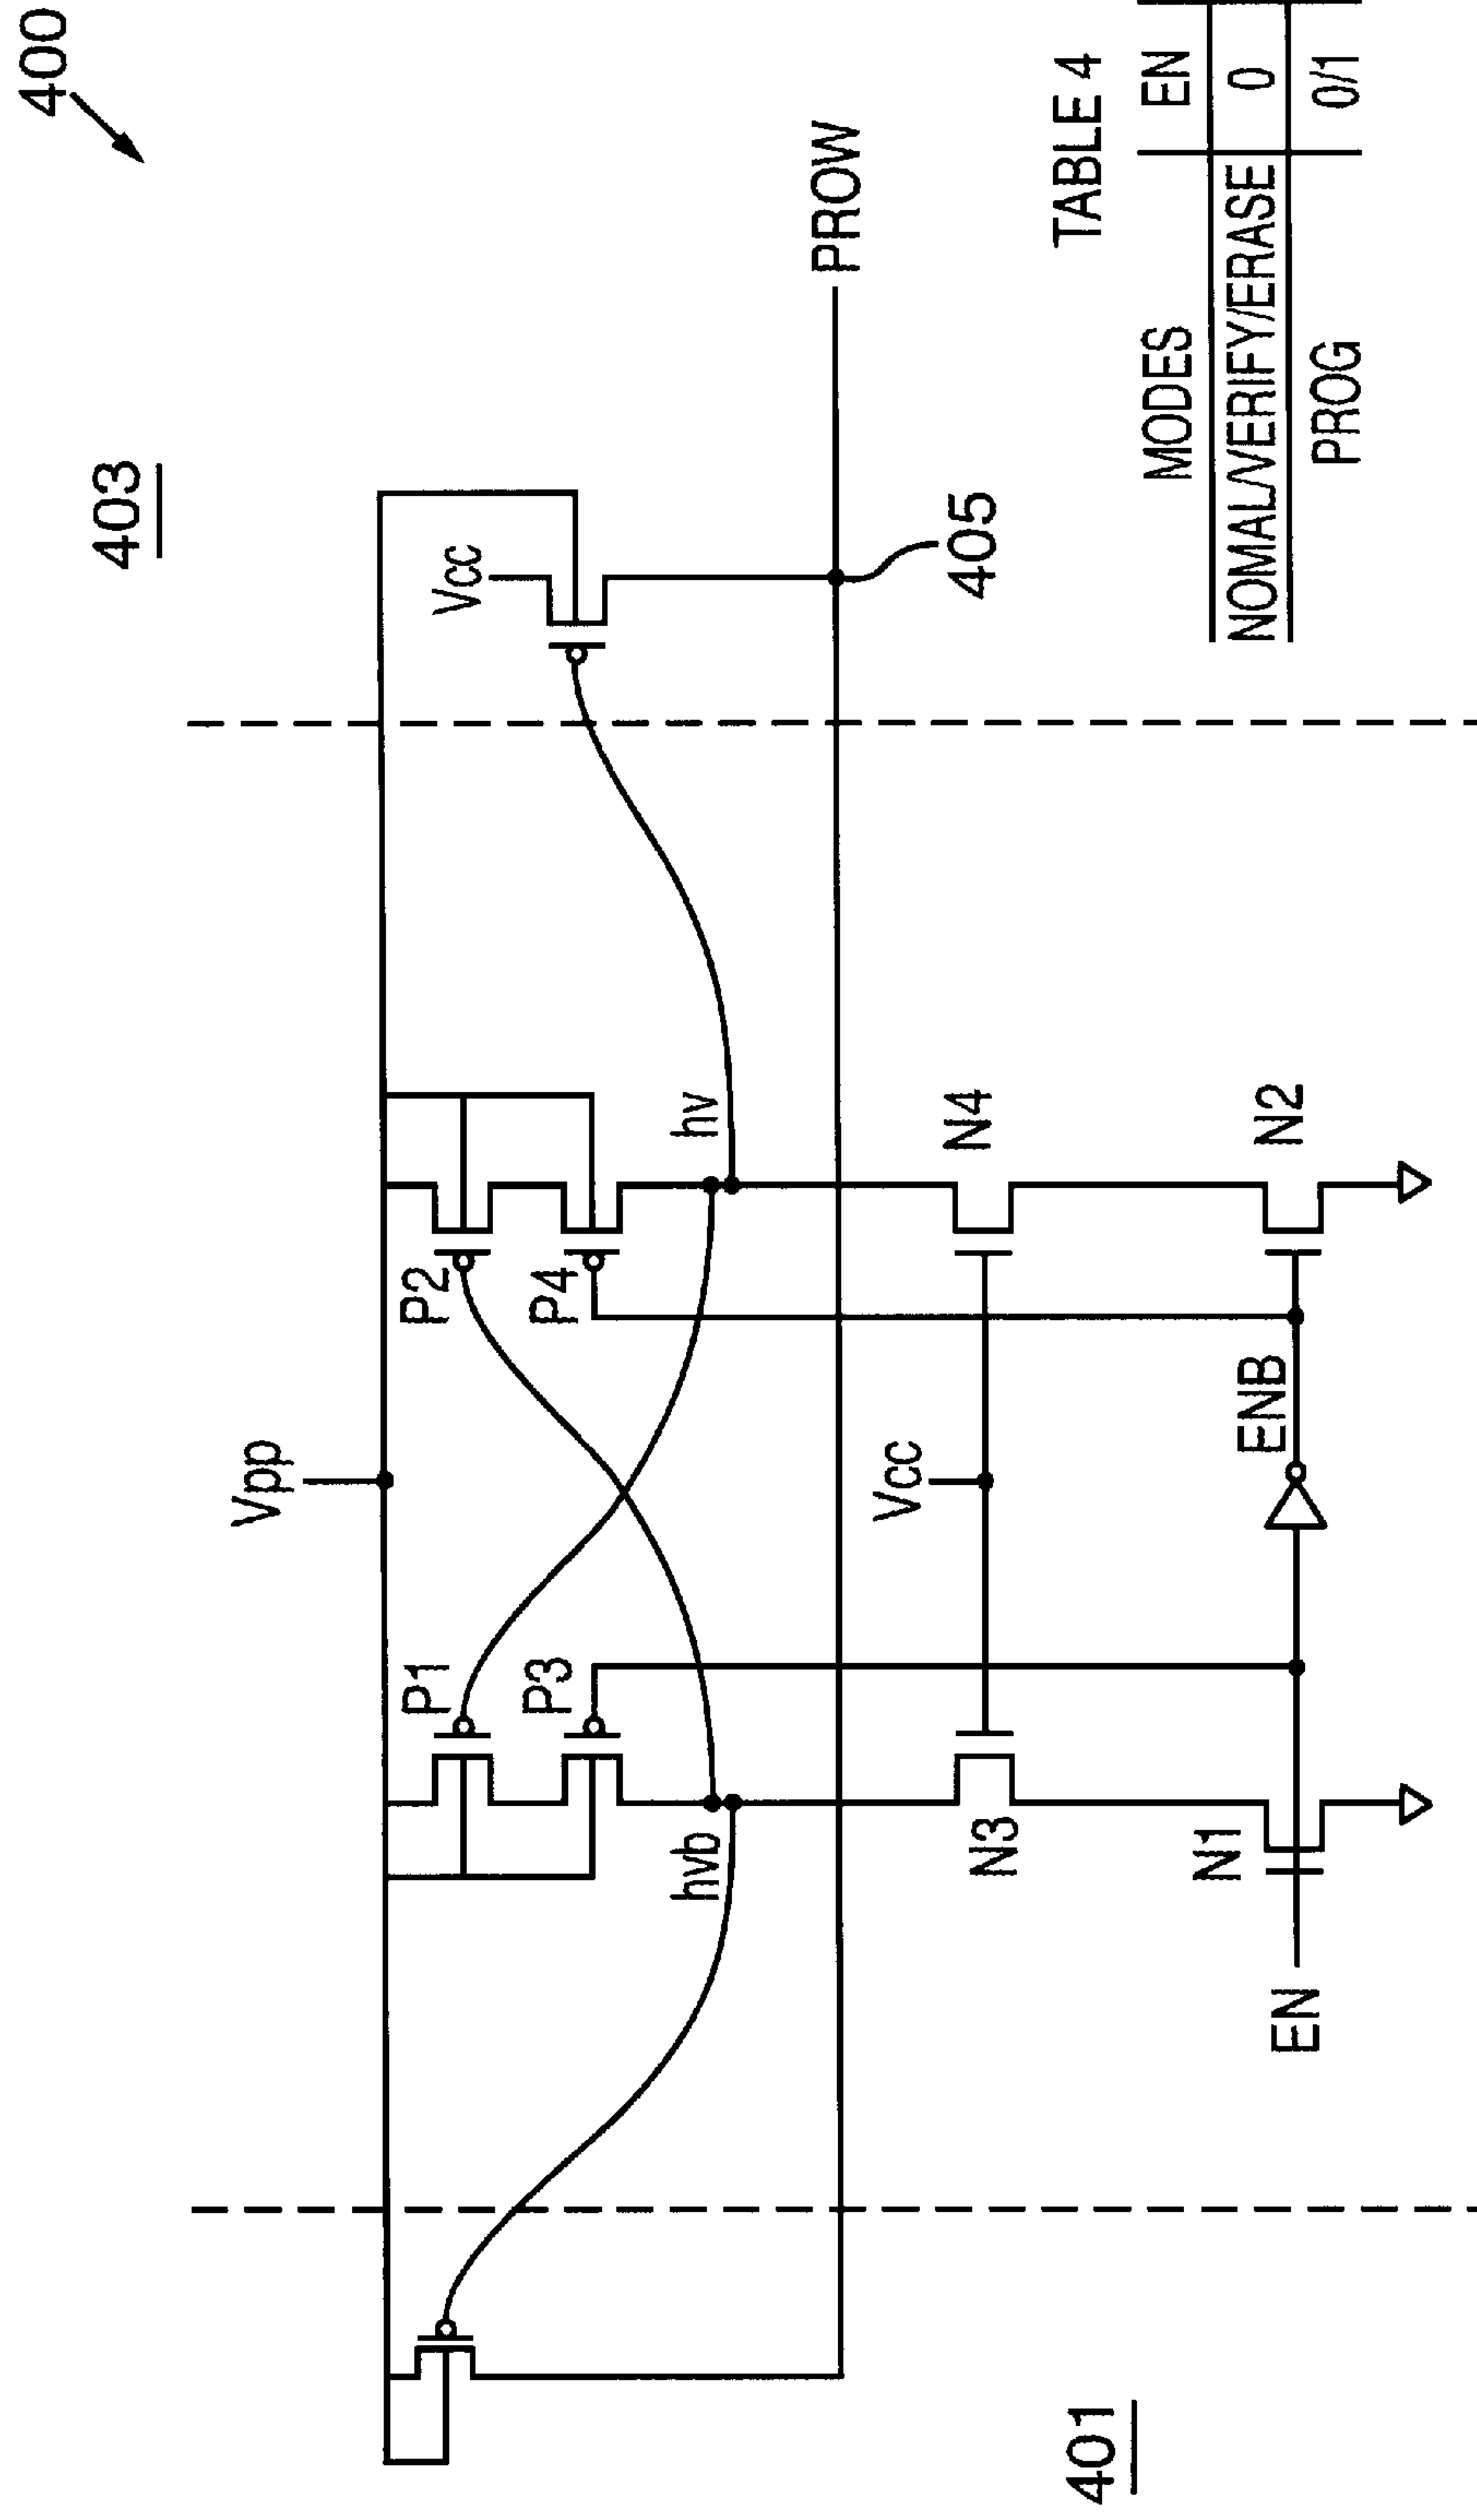 400
403
Vpp
P1
P2
Vcc
P3
P4
hvb
hv
PROW
405
Vcc
N3
N4
401
N1
ENB
N2
EN
TABLE 4
MODES EN
NOMAL/VERIFY/ERASE 0
PROG 0/1